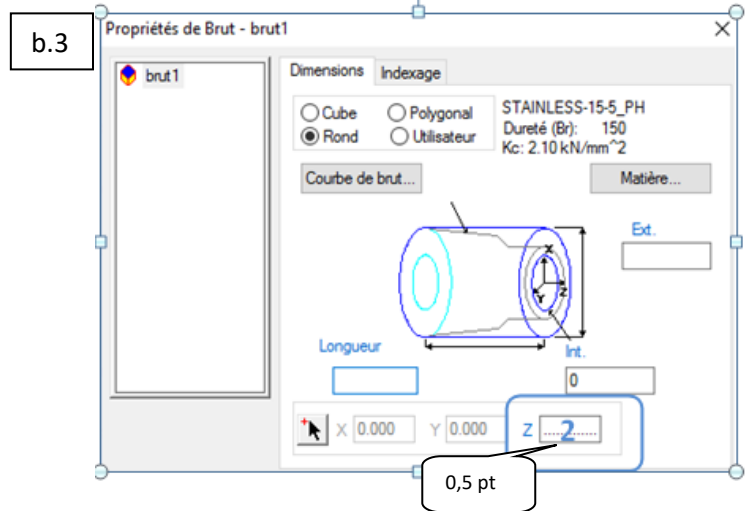 b.3
Propriétés de Brut - brut1
brut1
Dimensions Indexage
Cube Polygonal
Rond Utilisateur
STAINLESS-15-5_PH
Dureté (Br): 150
Kc: 2.10 kN/mm^2
Courbe de brut... Matière...
Ext.
X
Y
Z
Longueur
Int.
0
X 0.000 Y 0.000 Z .....2......
0,5 pt